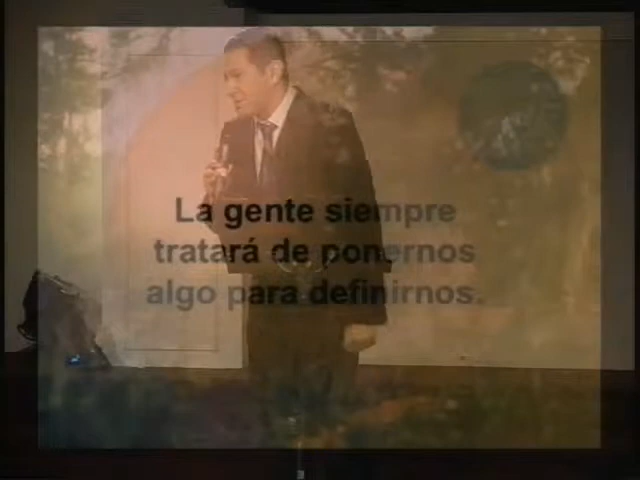 La gente siempre
tratará de ponernos
algo para definirnos.